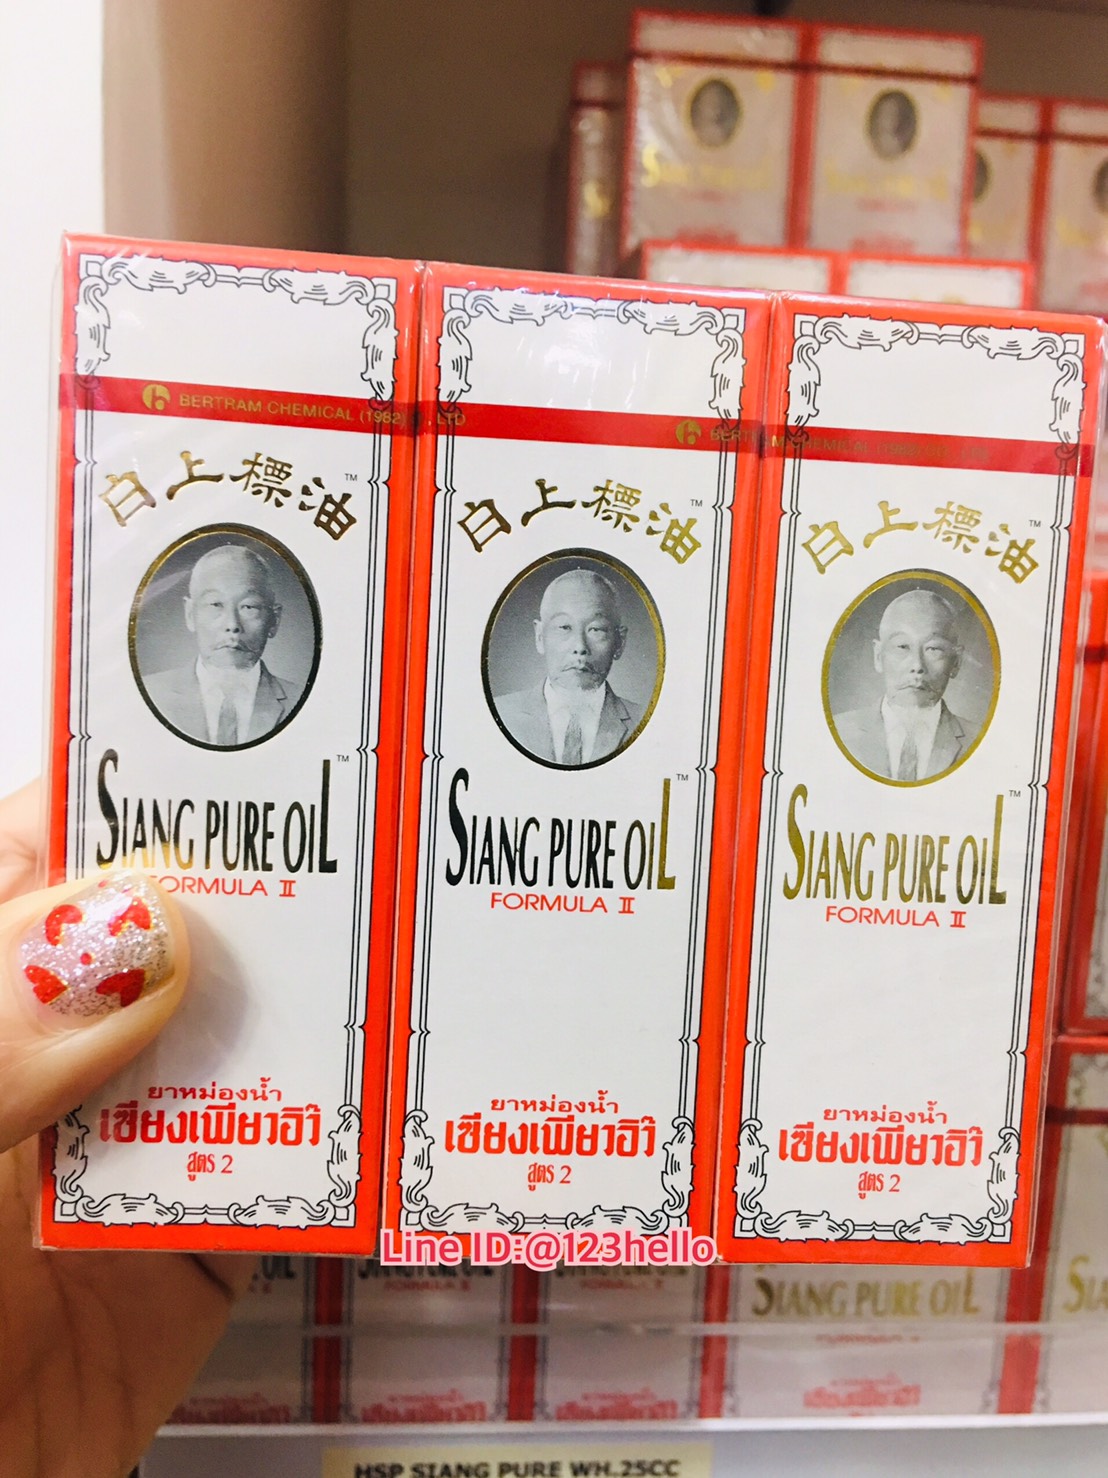 BERTRAM CHEMICAL (1982) , LTD
白上標油™
SIANG PURE OIL™
FORMULA II
ยาหม่องน้ำ
เซียงเพียวอิ๊ว
สูตร 2
白上標油™
SIANG PURE OIL™
FORMULA II
ยาหม่องน้ำ
เซียงเพียวอิ๊ว
สูตร 2
白上標油™
SIANG PURE OIL™
FORMULA II
ยาหม่องน้ำ
เซียงเพียวอิ๊ว
สูตร 2
Line ID:@123hello
FORMULA II
SIANG PURE OIL
HSP SIANG PURE WH.25CC